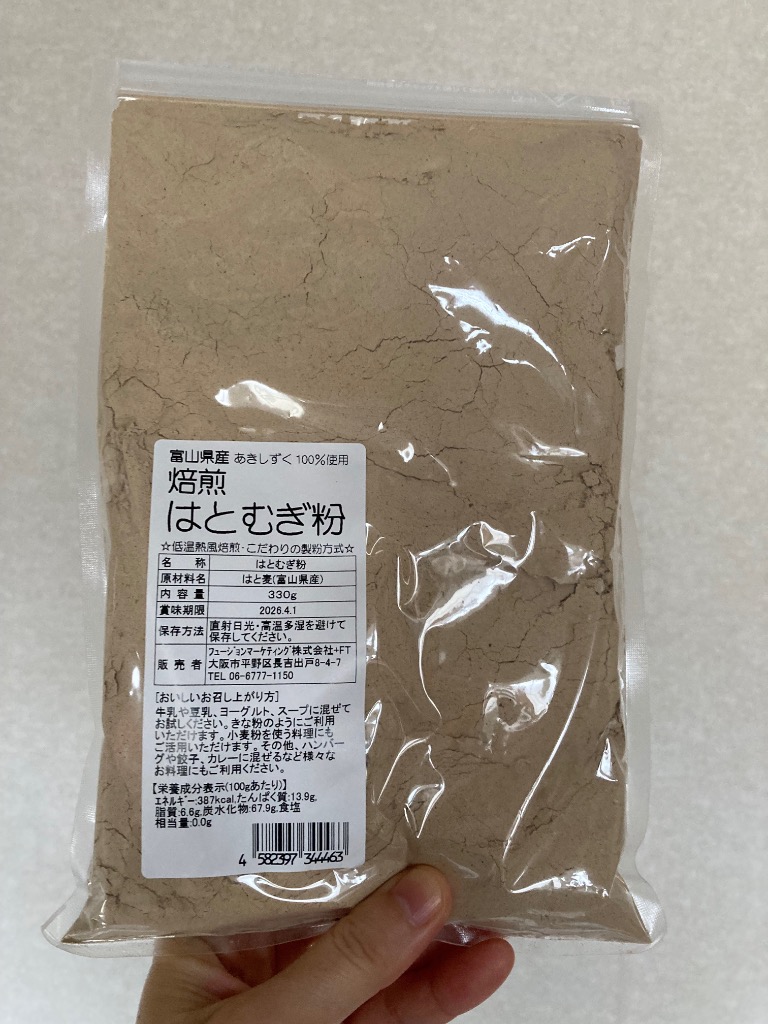 富山県産 あきしずく 100%使用
焙煎
はとむぎ粉
☆低温熱風焙煎・こだわりの製粉方式☆
名 称 はとむぎ粉
原材料名 はと麦(富山県産)
内容量 330g
賞味期限 2026.4.1
保存方法 直射日光・高温多湿を避けて
保存してください。
販売者 フュージョンマーケティング株式会社+FT
大阪市平野区長吉出戸8-4-7
TEL 06-6777-1150
[おいしいお召し上がり方]
牛乳や豆乳、ヨーグルト、スープに混ぜて
お試しください。きな粉のようにご利用
いただけます。小麦粉を使う料理にも
ご活用いただけます。その他、ハンバー
グや餃子、カレーに混ぜるなど様々な
お料理にもご利用ください。
【栄養成分表示(100gあたり)】
エネルギー:387kcal,たんぱく質:13.9g,
脂質:6.6g,炭水化物:67.9g,食塩
相当量:0.0g
4 582397 344463